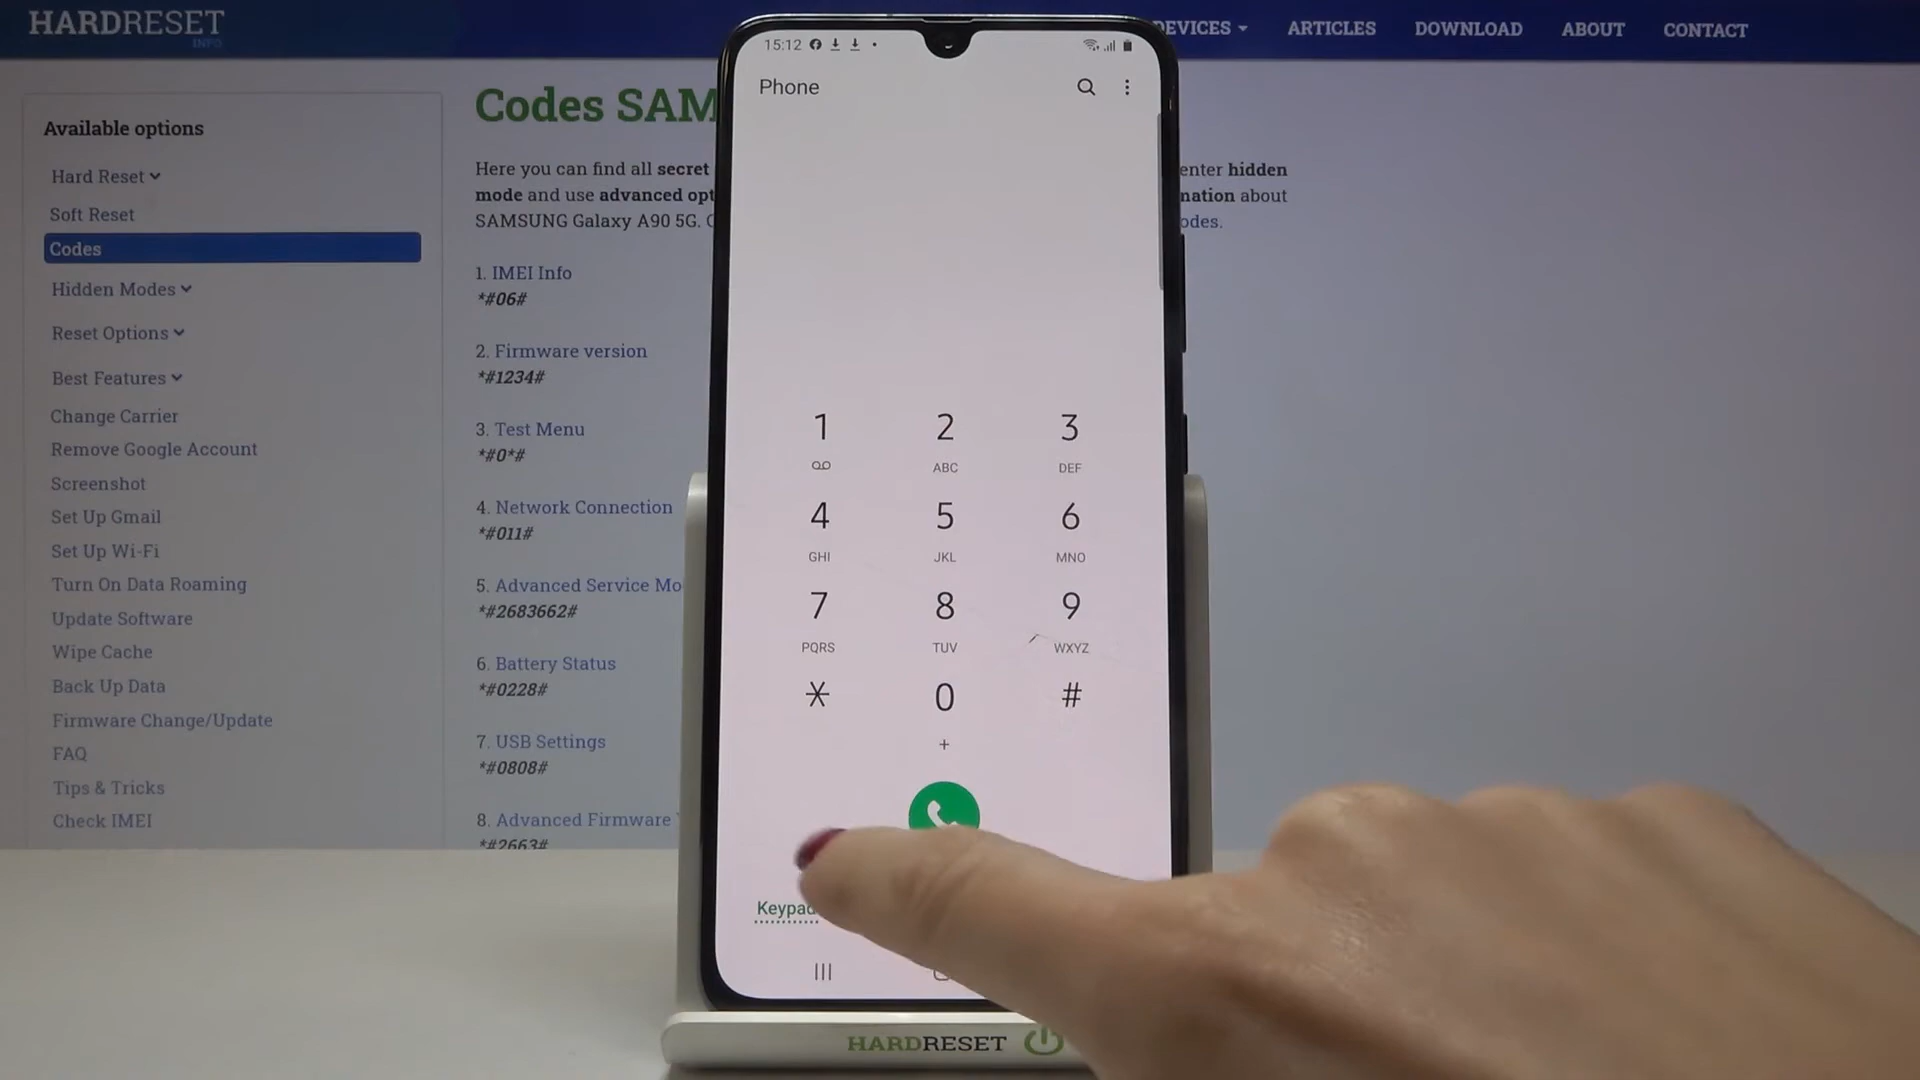 HARDRESET
INFO
DEVICES
ARTICLES
DOWNLOAD
ABOUT
CONTACT
Available options
Hard Reset
Soft Reset
Codes
Hidden Modes
Reset Options
Best Features
Change Carrier
Remove Google Account
Screenshot
Set Up Gmail
Set Up Wi-Fi
Turn On Data Roaming
Update Software
Wipe Cache
Back Up Data
Firmware Change/Update
FAQ
Tips & Tricks
Check IMEI
Codes SAM
Here you can find all secret
enter hidden
mode and use advanced opt
mation about
SAMSUNG Galaxy A90 5G.
odes.
1. IMEI Info
*#06#
2. Firmware version
*#1234#
3. Test Menu
*#0*#
4. Network Connection
*#011#
5. Advanced Service Mo
*#2683662#
6. Battery Status
*#0228#
7. USB Settings
*#0808#
8. Advanced Firmware
*#2663#
15:12
Phone
1 2 3
ABC DEF
4 5 6
GHI JKL MNO
7 8 9
PQRS TUV WXYZ
* 0 #
+
Keypad
HARDRESET